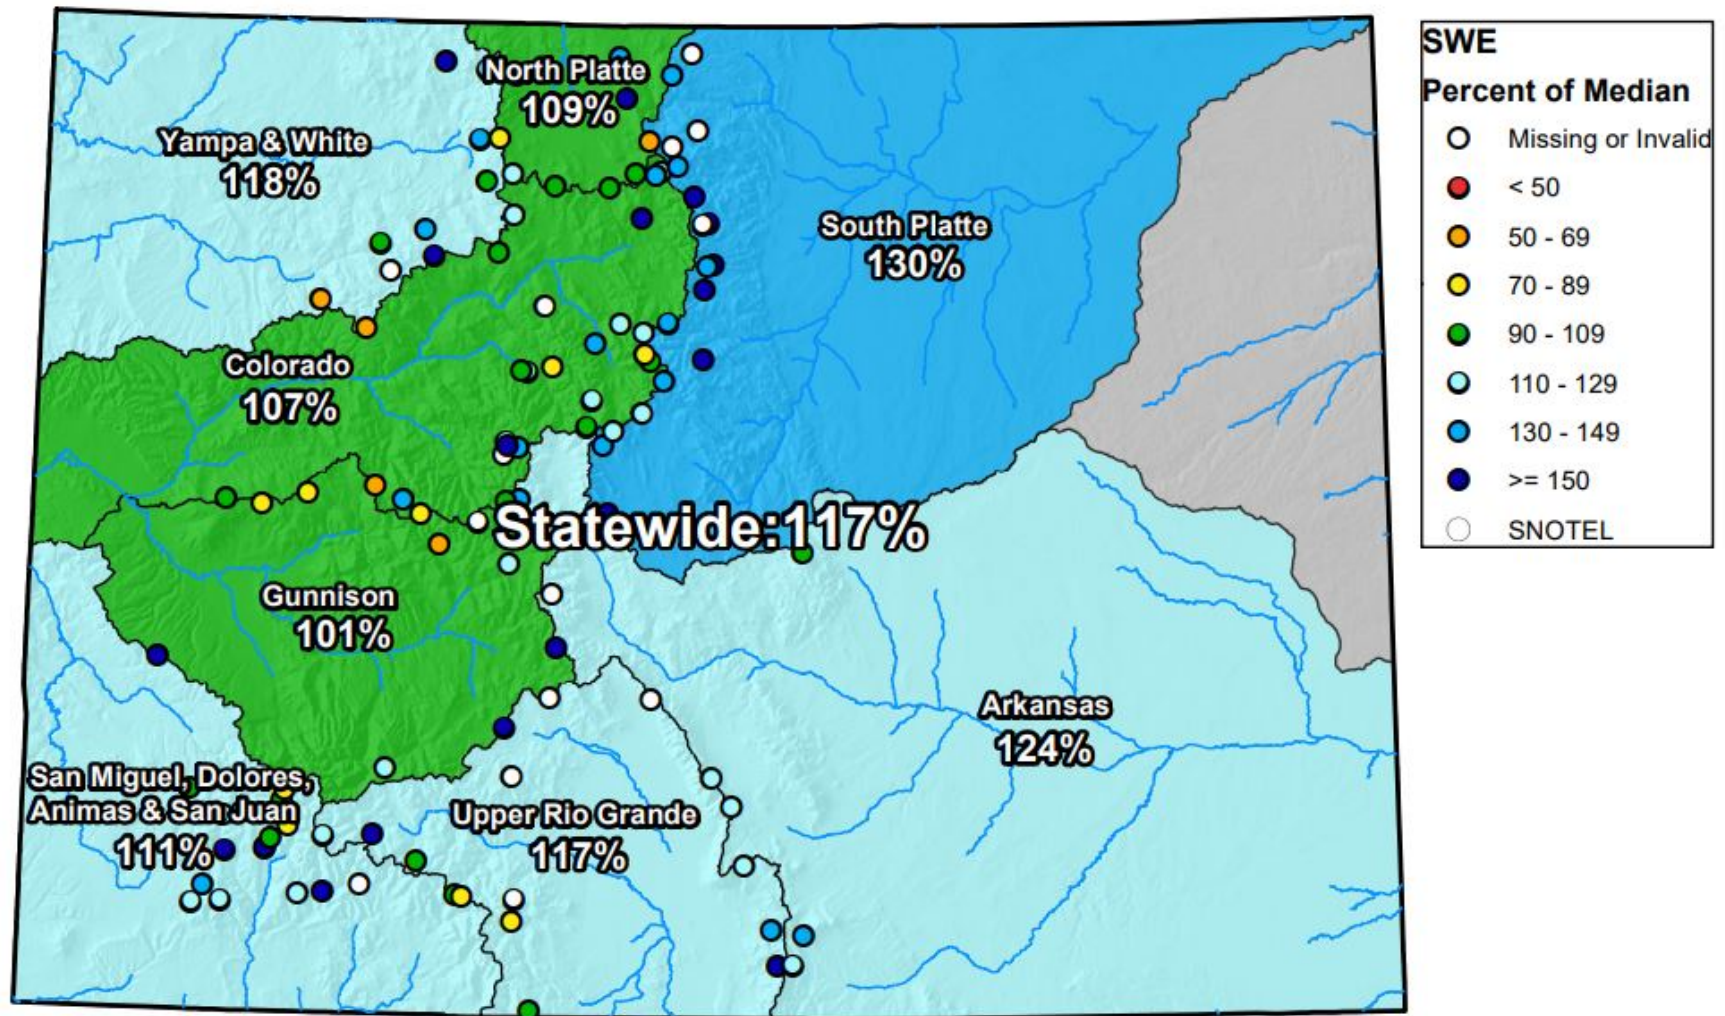 North Platte
109%
Yampa & White
118%
South Platte
130%
Colorado
107%
Statewide:117%
Gunnison
101%
Arkansas
124%
San Miguel, Dolores,
Animas & San Juan
111%
Upper Rio Grande
117%
SWE
Percent of Median
Missing or Invalid
< 50
50 - 69
70 - 89
90 - 109
110 - 129
130 - 149
>= 150
SNOTEL